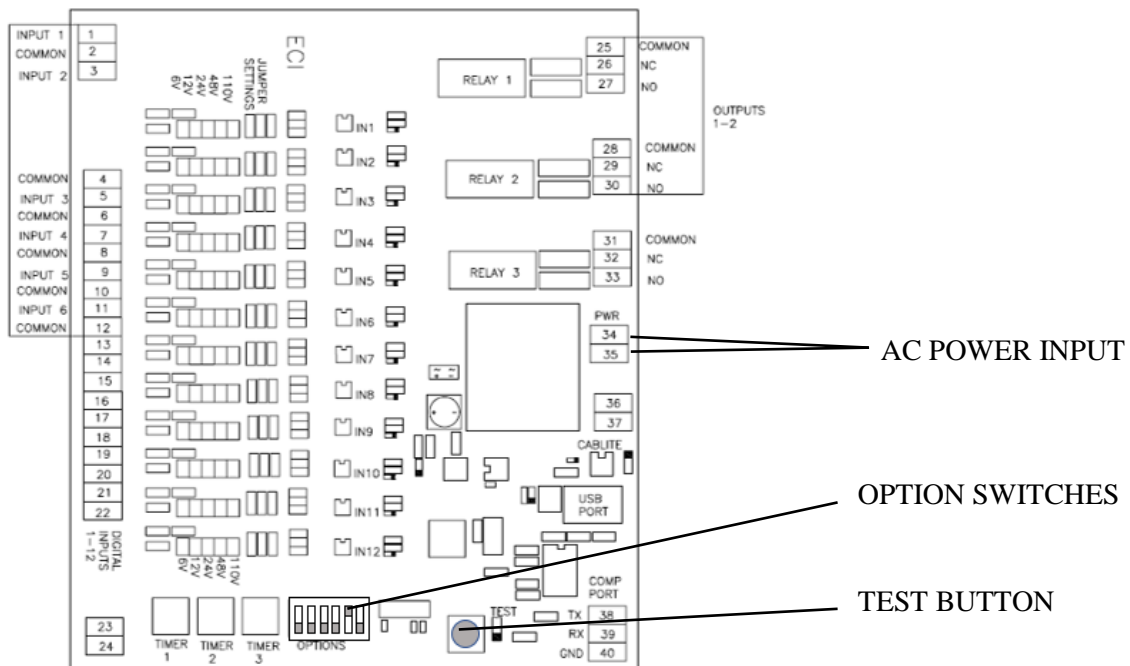 INPUT 1 1
COMMON 2
INPUT 2 3
COMMON 4
INPUT 3 5
COMMON 6
INPUT 4 7
COMMON 8
INPUT 5 9
COMMON 10
INPUT 6 11
COMMON 12
13
14
15
16
17
18
19
20
21
22
DIGITAL
INPUTS
1-12
23
24
ECI
JUMPER
SETTINGS
110V
48V
24V
12V
6V
IN1
IN2
IN3
IN4
IN5
IN6
IN7
IN8
IN9
IN10
IN11
IN12
6V
12V
24V
48V
110V
TIMER
1
TIMER
2
TIMER
3
OPTIONS
RELAY 1
25 COMMON
26 NC
27 NO
OUTPUTS
1-2
RELAY 2
28 COMMON
29 NC
30 NO
RELAY 3
31 COMMON
32 NC
33 NO
PWR
34
35
AC POWER INPUT
36
37
CABLITE
USB
PORT
OPTION SWITCHES
COMP
PORT
TEST
TX 38
RX 39
GND 40
TEST BUTTON